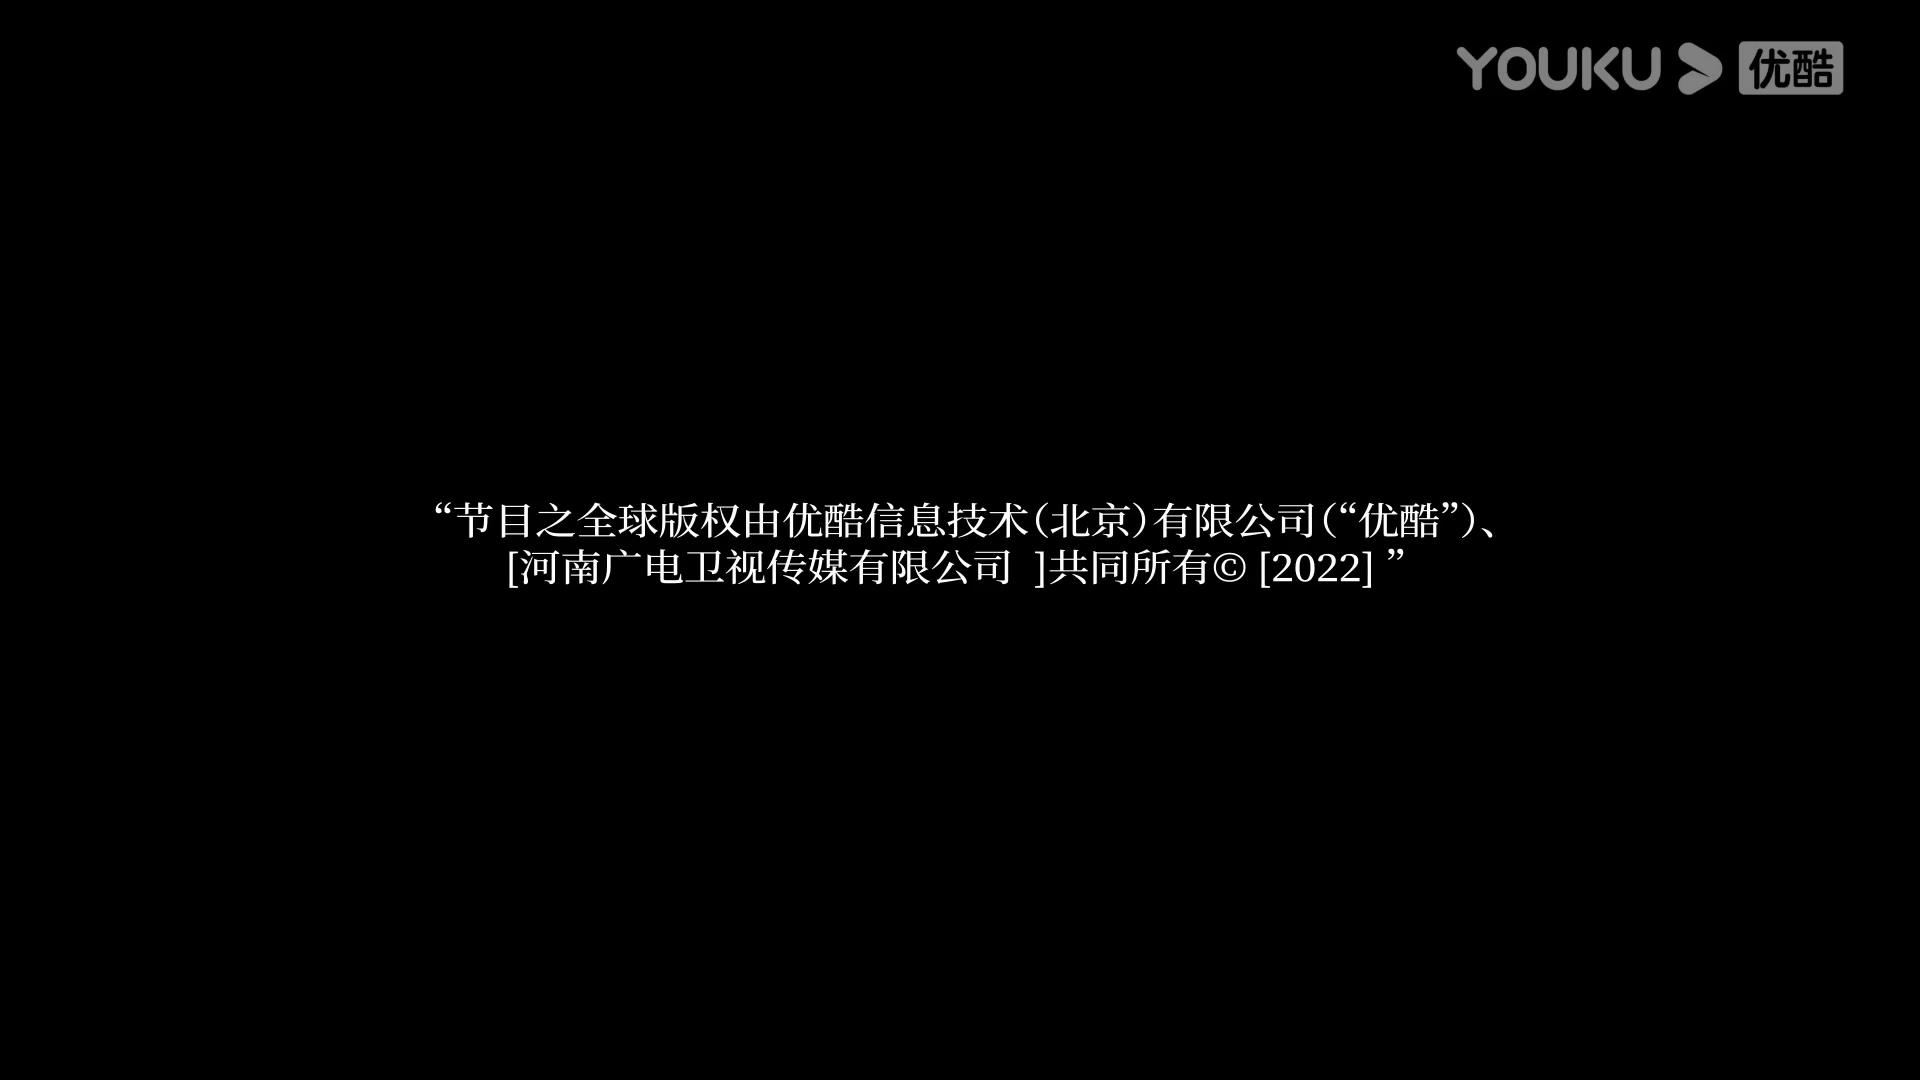 YOUKU 优酷
“节目之全球版权由优酷信息技术（北京）有限公司（“优酷”）、
[河南广电卫视传媒有限公司  ]共同所有© [2022] ”